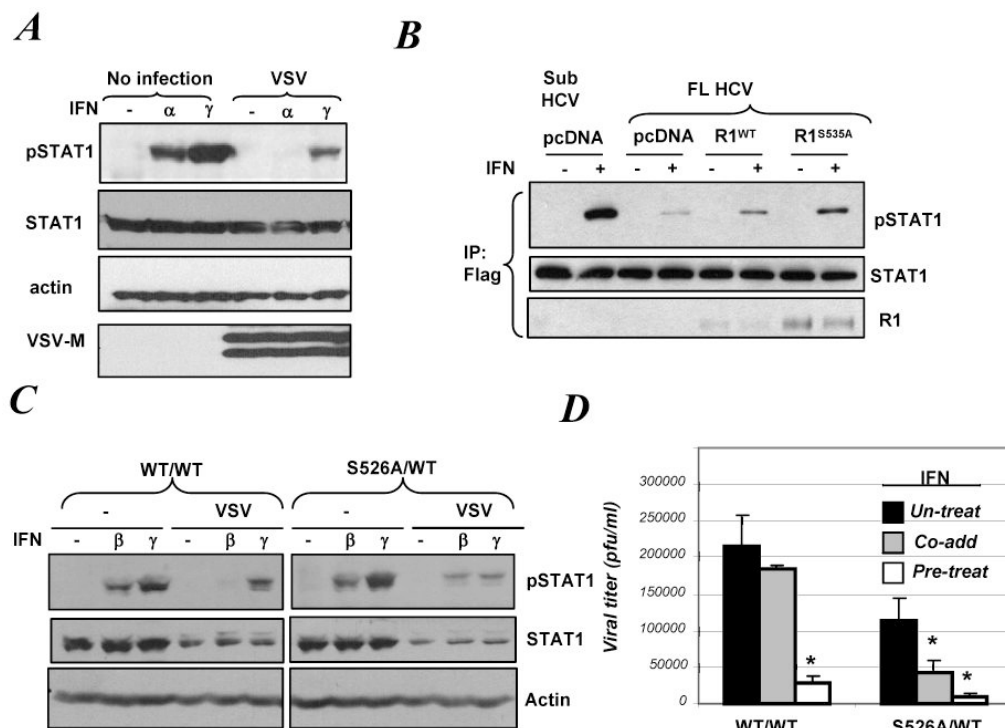 A
No infection VSV
IFN - α γ - α γ
pSTAT1
STAT1
actin
VSV-M
B
Sub
HCV
FL HCV
pcDNA pcDNA R1WT R1S535A
IFN - + - + - + - +
pSTAT1
IP:
Flag
STAT1
R1
C
WT/WT S526A/WT
- VSV - VSV
IFN - β γ - β γ - β γ - β γ
pSTAT1
STAT1
Actin
D
Viral titer (pfu/ml)
300000
250000
200000
150000
100000
50000
0
IFN
Un-treat
Co-add
Pre-treat
* * *
WT/WT S526A/WT